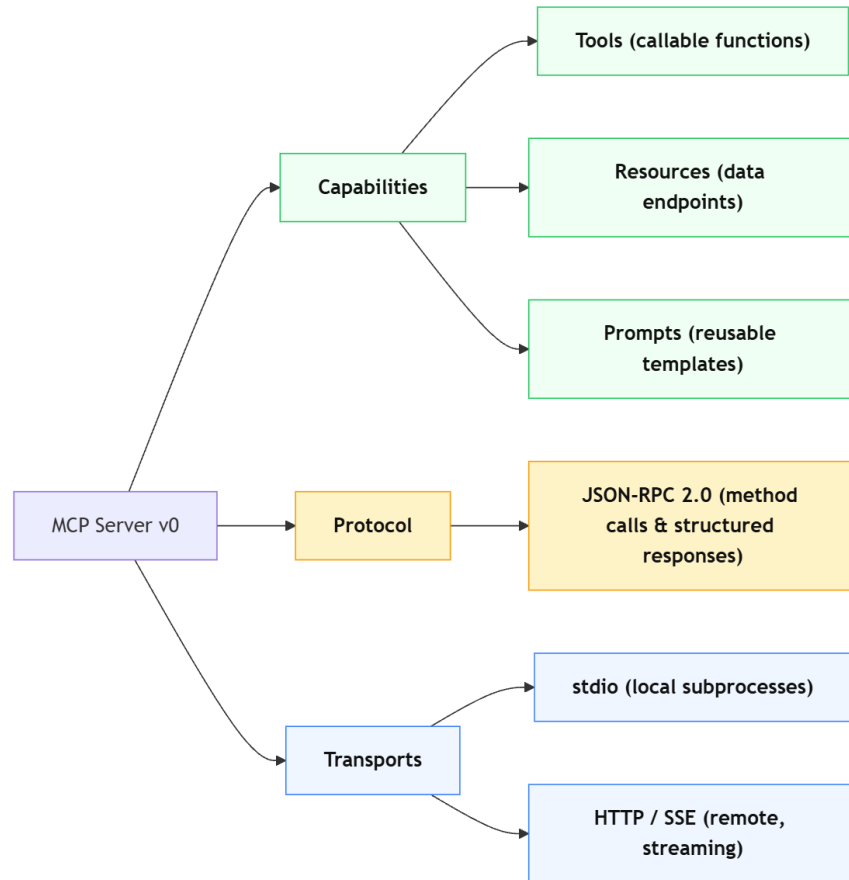 Tools (callable functions)
Capabilities
Resources (data
endpoints)
Prompts (reusable
templates)
MCP Server v0
Protocol
JSON-RPC 2.0 (method
calls & structured
responses)
stdio (local subprocesses)
Transports
HTTP / SSE (remote,
streaming)